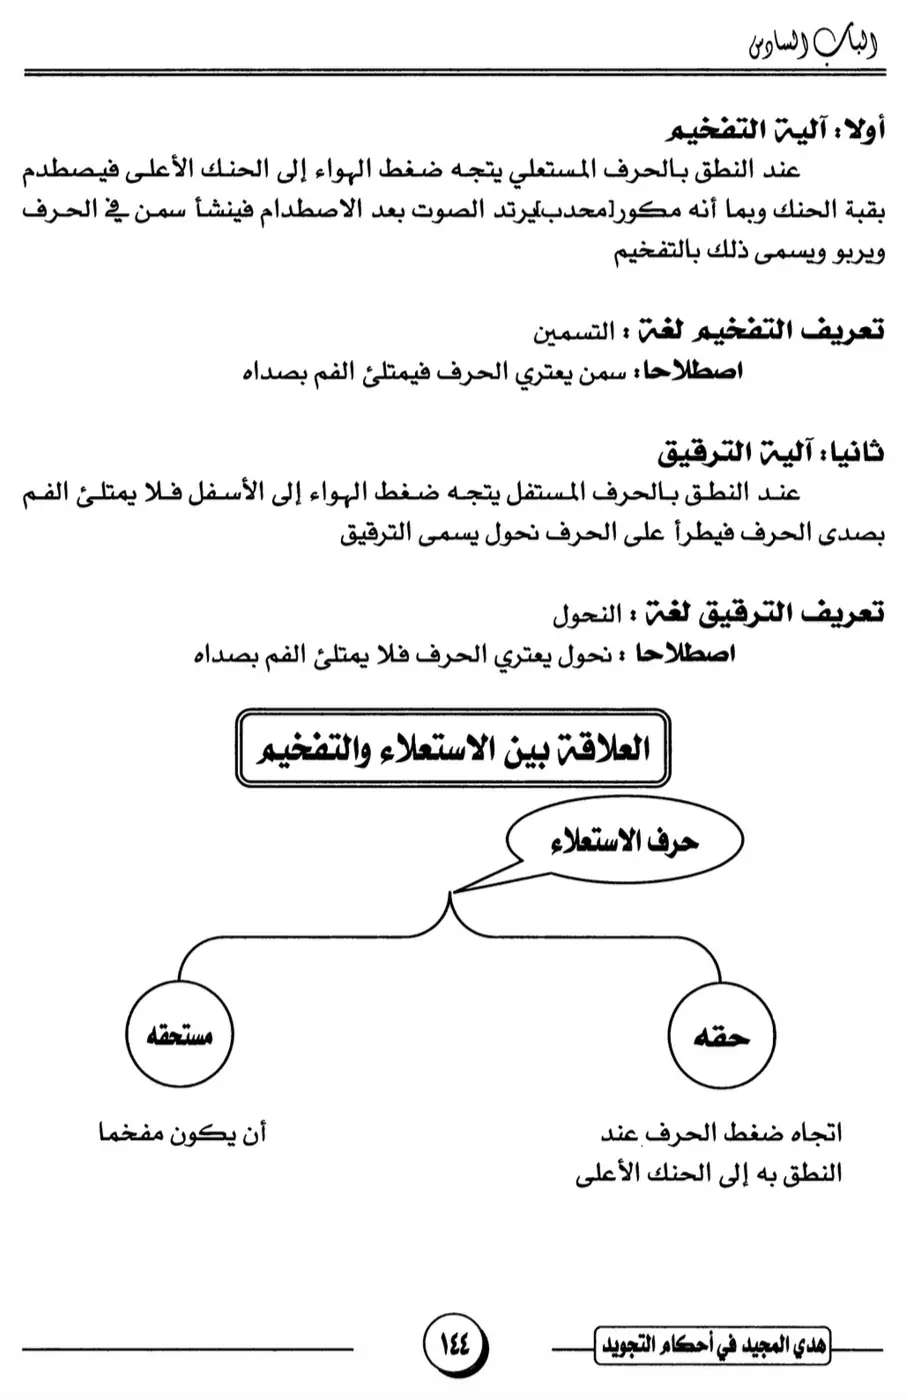 الباب السادس
أولا: آلية التفخيم
عند النطق بالحرف المستعلي يتجه ضغط الهواء إلى الحنك الأعلى فيصطدم
بقبة الحنك وبما أنه مكور[محدب]يرتد الصوت بعد الاصطدام فينشأ سمن في الحرف
ويربو ويسمى ذلك بالتفخيم
تعريف التفخيم لغة : التسمين
اصطلاحا: سمن يعتري الحرف فيمتلئ الفم بصداه
ثانيا: آلية الترقيق
عند النطق بالحرف المستفل يتجه ضغط الهواء إلى الأسفل فلا يمتلئ الفم
بصدى الحرف فيطرأ على الحرف نحول يسمى الترقيق
تعريف الترقيق لغة : النحول
اصطلاحا : نحول يعتري الحرف فلا يمتلئ الفم بصداه
العلاقة بين الاستعلاء والتفخيم
حرف الاستعلاء
حقه
مستحقه
اتجاه ضغط الحرف عند
النطق به إلى الحنك الأعلى
أن يكون مفخما
هدي المجيد في أحكام التجويد
١٤٤